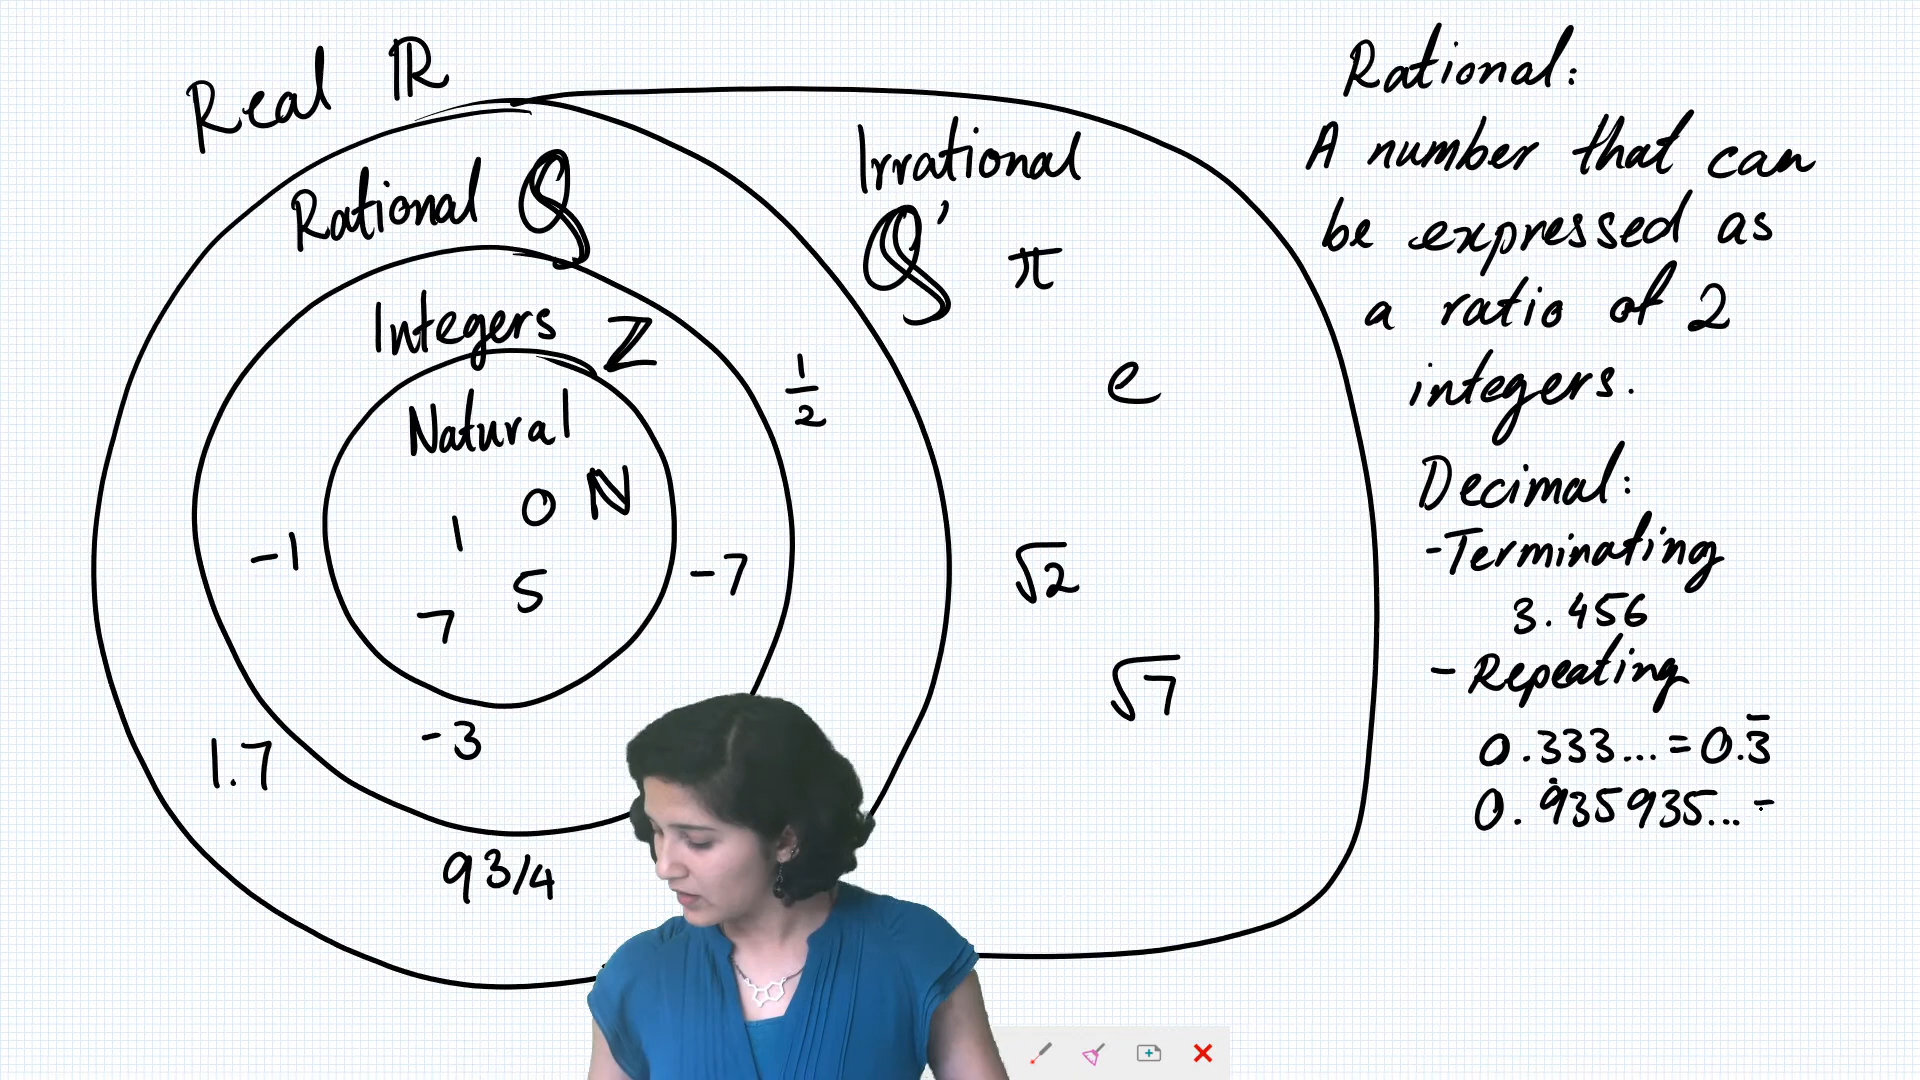 Real ℝ
Rational ℚ
Integers ℤ
Natural
0 ℕ
1
5
7
-1
-7
-3
1/2
1.7
93/4
Irrational
ℚ' π
e
√2
√7
Rational:
A number that can
be expressed as
a ratio of 2
integers.
Decimal:
- Terminating
3.456
- Repeating
0.333... = 0.3̅
0.9̇35935... =